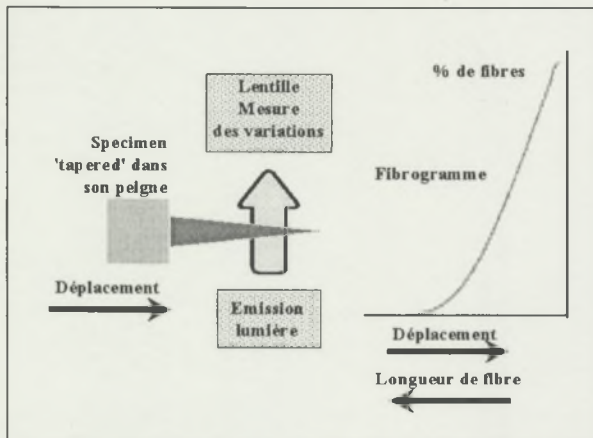 Lentille
Mesure
des variations
% de fibres
Specimen
'tapered' dans
son peigne
Fibrogramme
Déplacement
Emission
lumière
Déplacement
Longueur de fibre